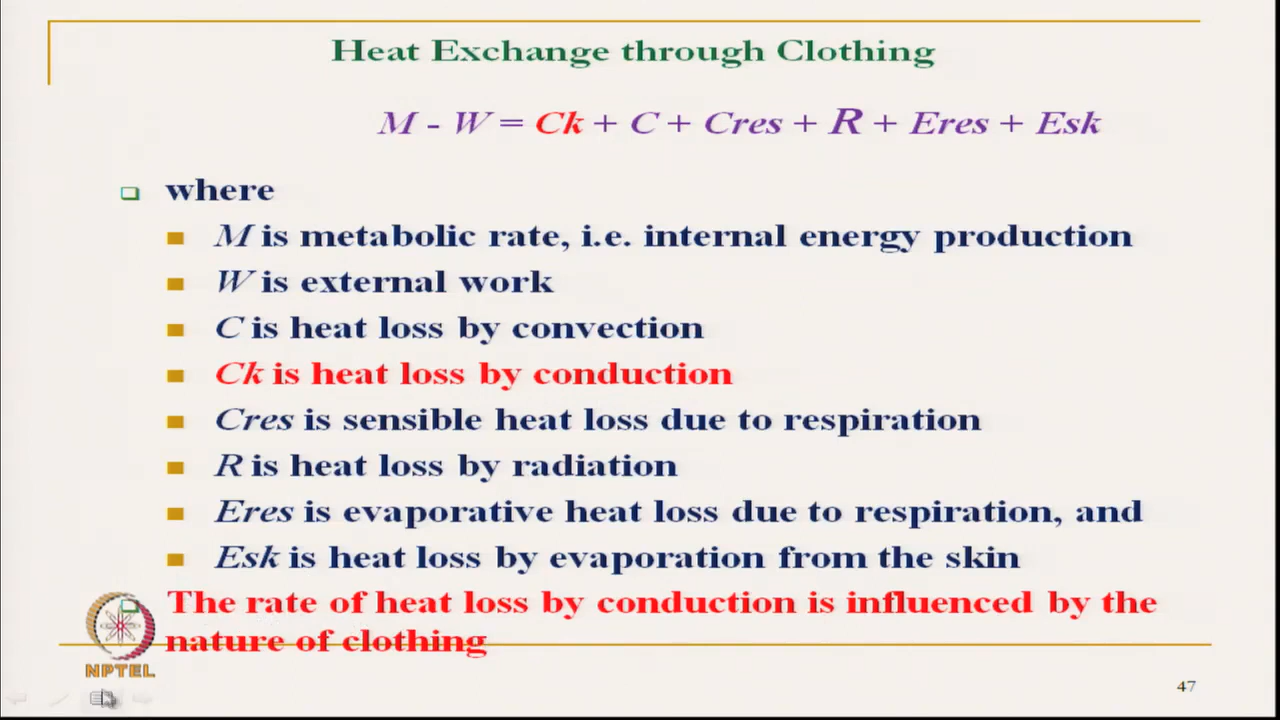 Heat Exchange through Clothing
M - W = Ck + C + Cres + R + Eres + Esk
where
M is metabolic rate, i.e. internal energy production
W is external work
C is heat loss by convection
Ck is heat loss by conduction
Cres is sensible heat loss due to respiration
R is heat loss by radiation
Eres is evaporative heat loss due to respiration, and
Esk is heat loss by evaporation from the skin
The rate of heat loss by conduction is influenced by the
nature of clothing
NPTEL
47